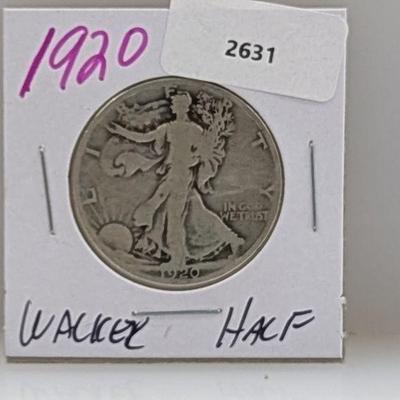 1920
2631
LIBERTY
IN GOD
WE TRUST
1920
WALKER HALF